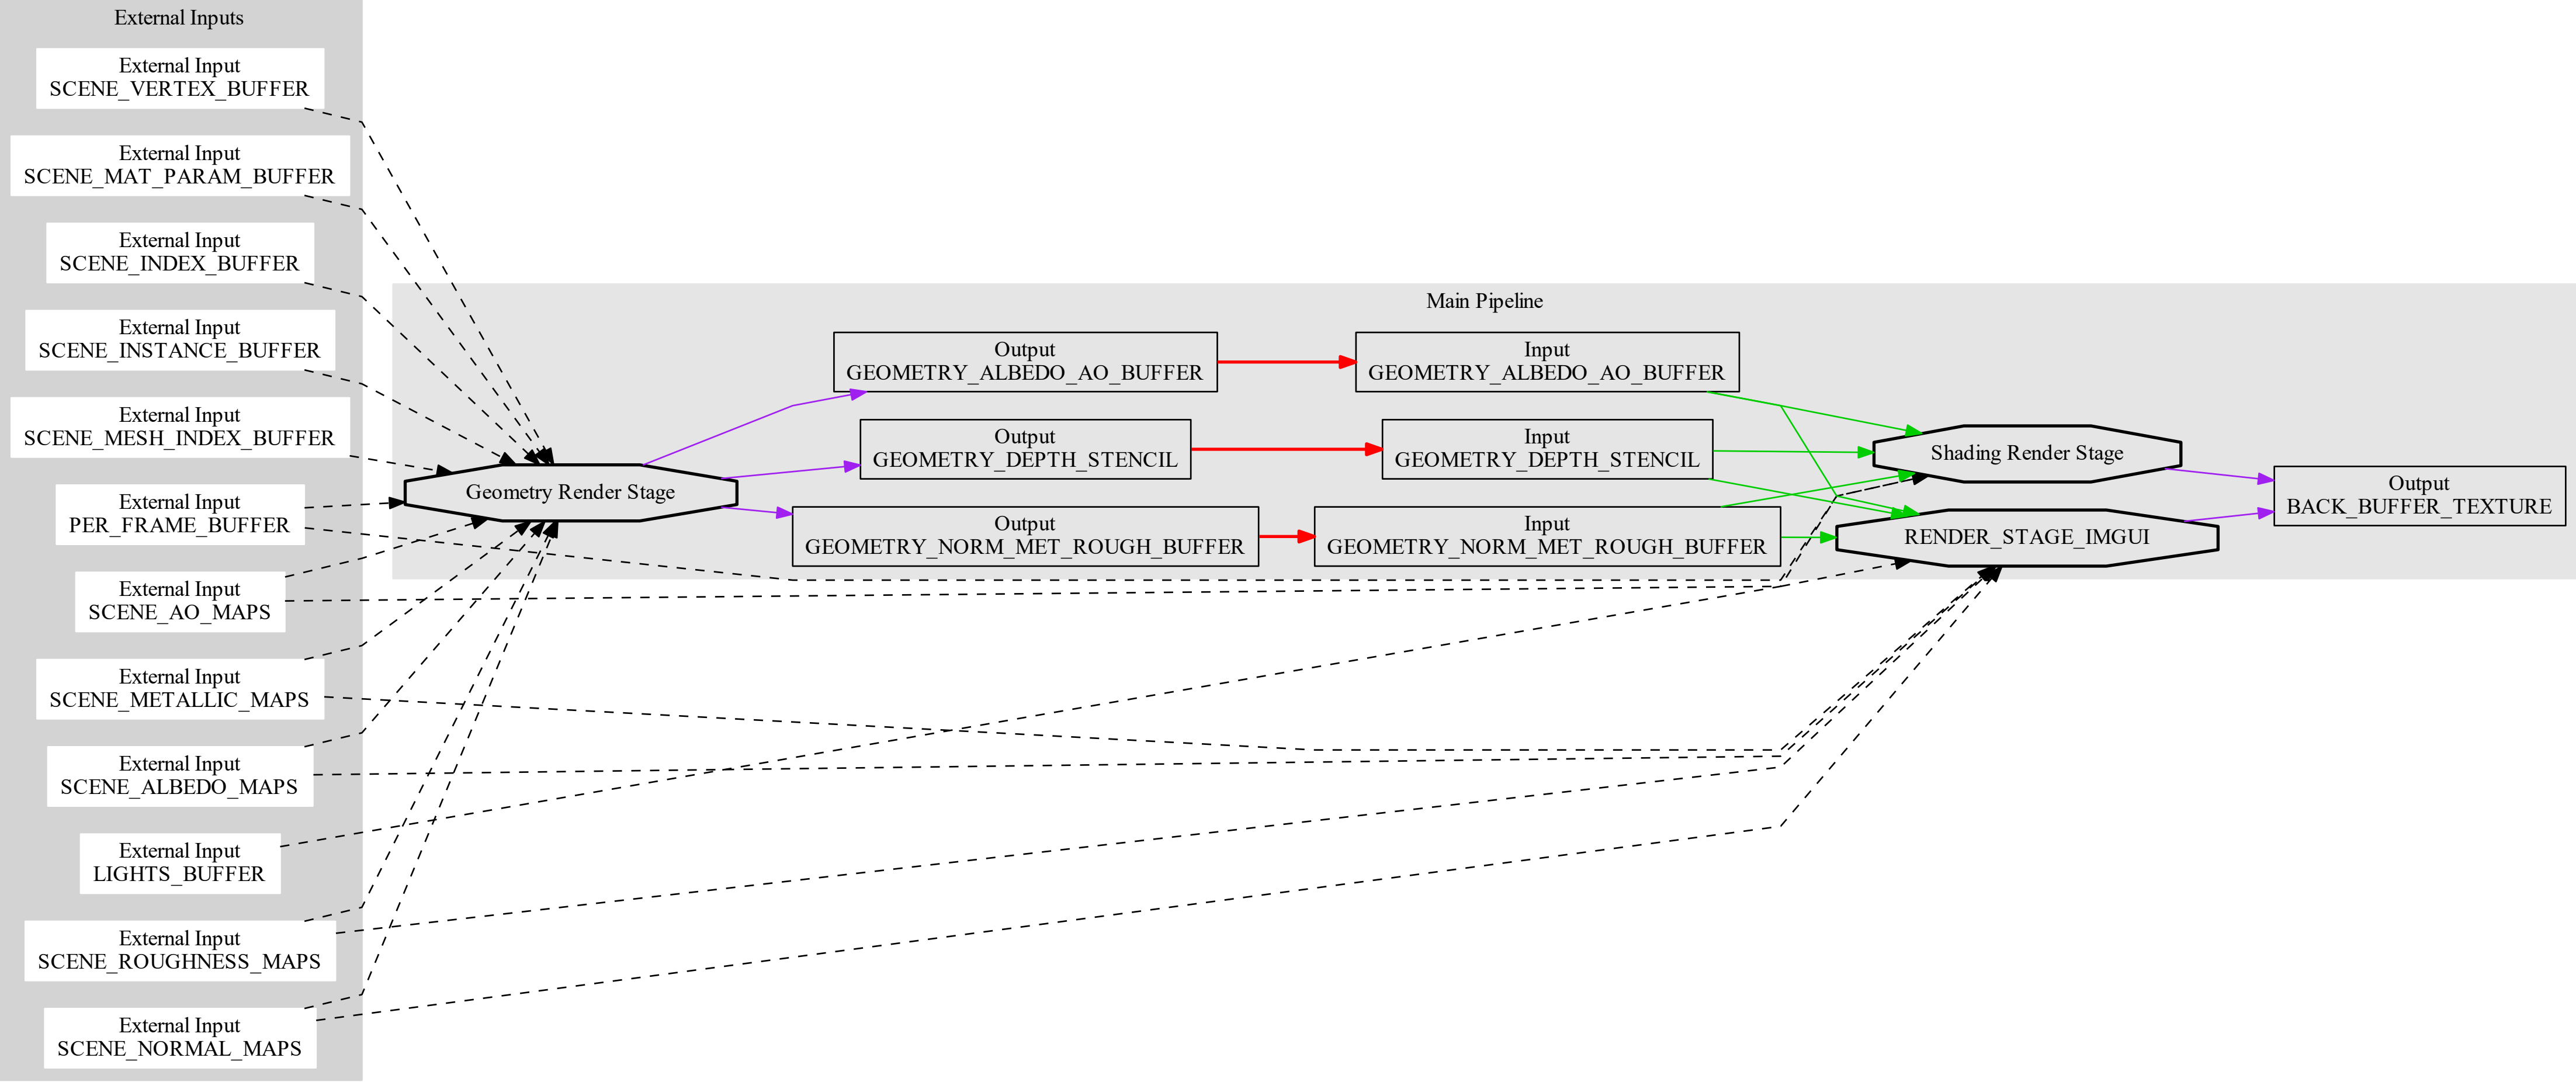 External Inputs
External Input
SCENE_VERTEX_BUFFER
External Input
SCENE_MAT_PARAM_BUFFER
External Input
SCENE_INDEX_BUFFER
External Input
SCENE_INSTANCE_BUFFER
External Input
SCENE_MESH_INDEX_BUFFER
External Input
PER_FRAME_BUFFER
External Input
SCENE_AO_MAPS
External Input
SCENE_METALLIC_MAPS
External Input
SCENE_ALBEDO_MAPS
External Input
LIGHTS_BUFFER
External Input
SCENE_ROUGHNESS_MAPS
External Input
SCENE_NORMAL_MAPS
Main Pipeline
Geometry Render Stage
Output
GEOMETRY_ALBEDO_AO_BUFFER
Output
GEOMETRY_DEPTH_STENCIL
Output
GEOMETRY_NORM_MET_ROUGH_BUFFER
Input
GEOMETRY_ALBEDO_AO_BUFFER
Input
GEOMETRY_DEPTH_STENCIL
Input
GEOMETRY_NORM_MET_ROUGH_BUFFER
Shading Render Stage
RENDER_STAGE_IMGUI
Output
BACK_BUFFER_TEXTURE